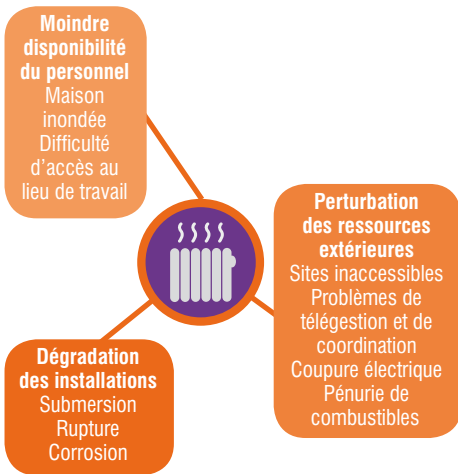 Moindre
disponibilité
du personnel
Maison
inondée
Difficulté
d'accès au
lieu de travail
Perturbation
des ressources
extérieures
Sites inaccessibles
Problèmes de
télégestion et de
coordination
Coupure électrique
Pénurie de
combustibles
Dégradation
des installations
Submersion
Rupture
Corrosion